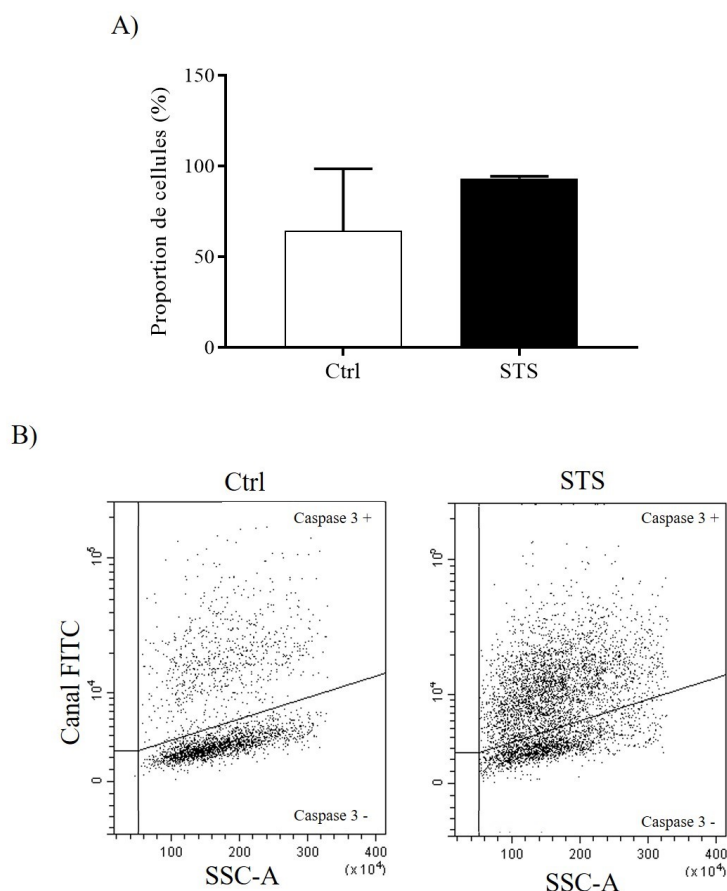 A)
Proportion de cellules (%)
150
100
50
0
Ctrl STS
B)
Ctrl STS
Canal FITC
Caspase 3 +
10⁵
10⁴
0
Caspase 3 -
100 200 300 400
(x 10⁴)
SSC-A
Caspase 3 +
10⁵
10⁴
0
Caspase 3 -
100 200 300 400
(x 10⁴)
SSC-A